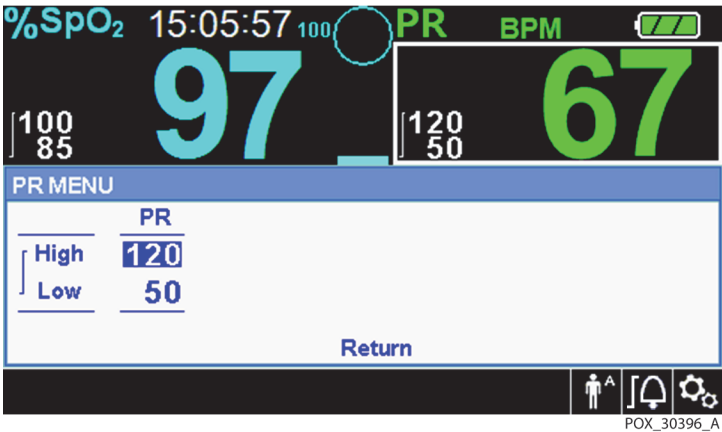 %SpO₂ 15:05:57 100 PR BPM
97 67
100 120
85 50
PR MENU
PR
High 120
Low 50
Return
A
POX_30396_A